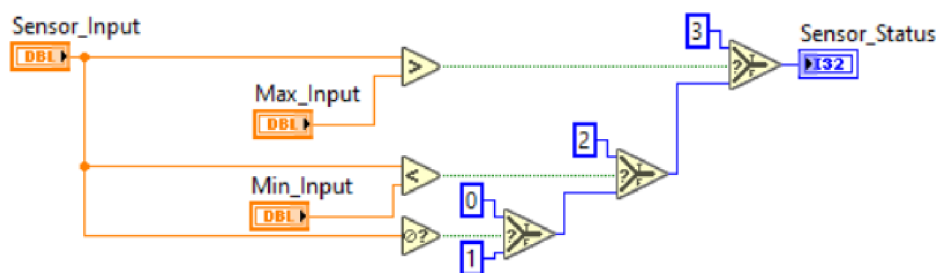 Sensor_Input
DBL
>
Max_Input
DBL
3
?
T
F
Sensor_Status
I32
2
?
T
F
<
Min_Input
DBL
0
?
T
F
1
∅?